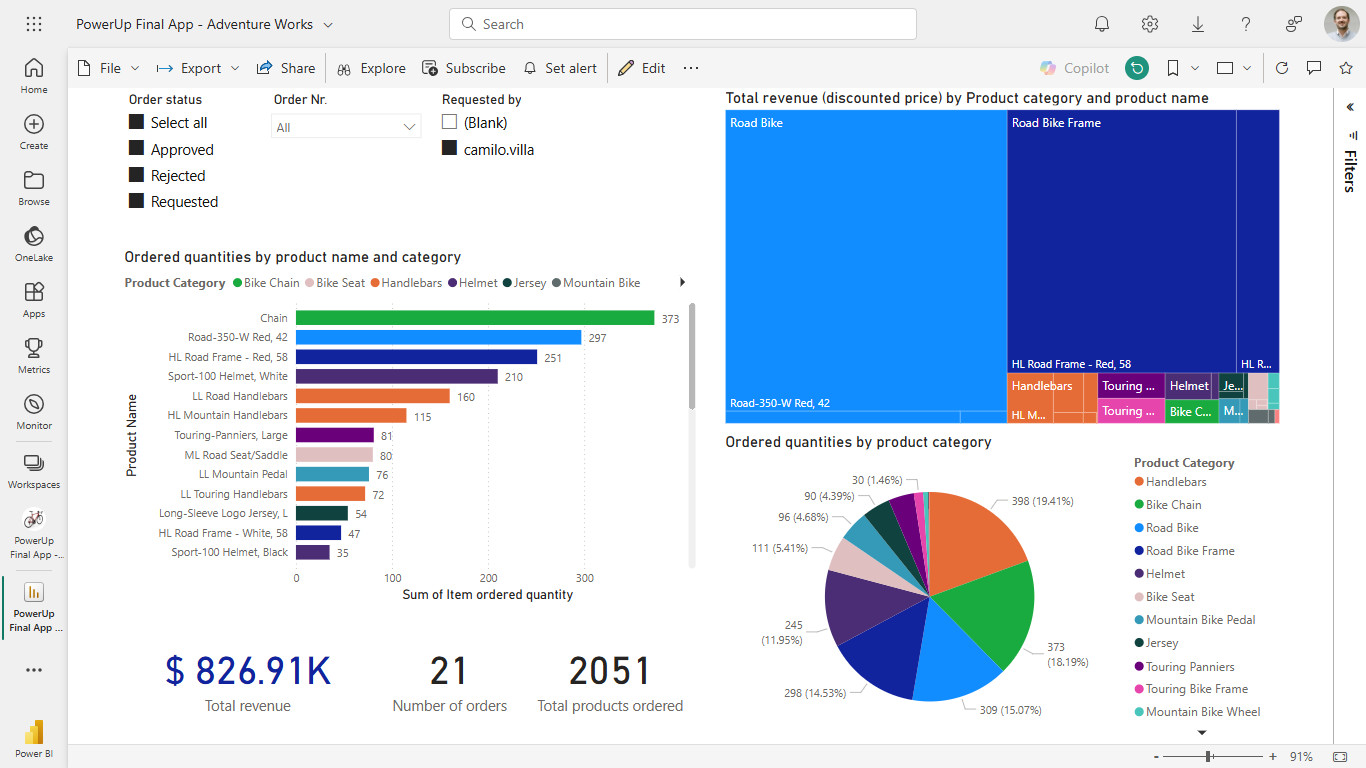 PowerUp Final App - Adventure Works
Search
File
Export
Share
Explore
Subscribe
Set alert
Edit
Copilot
Home
Create
Browse
OneLake
Apps
Metrics
Monitor
Workspaces
PowerUp
Final App -...
PowerUp
Final App ...
Power BI
Order status
Select all
Approved
Rejected
Requested
Order Nr.
All
Requested by
(Blank)
camilo.villa
Ordered quantities by product name and category
Product Category Bike Chain Bike Seat Handlebars Helmet Jersey Mountain Bike
Product Name
Chain 373
Road-350-W Red, 42 297
HL Road Frame - Red, 58 251
Sport-100 Helmet, White 210
LL Road Handlebars 160
HL Mountain Handlebars 115
Touring-Panniers, Large 81
ML Road Seat/Saddle 80
LL Mountain Pedal 76
LL Touring Handlebars 72
Long-Sleeve Logo Jersey, L 54
HL Road Frame - White, 58 47
Sport-100 Helmet, Black 35
0 100 200 300
Sum of Item ordered quantity
$ 826.91K
Total revenue
21
Number of orders
2051
Total products ordered
Total revenue (discounted price) by Product category and product name
Road Bike
Road-350-W Red, 42
Road Bike Frame
HL Road Frame - Red, 58
HL R...
Handlebars
HL M...
Touring ...
Touring ...
Helmet
Bike C...
Je...
M...
Ordered quantities by product category
398 (19.41%)
373
(18.19%)
309 (15.07%)
298 (14.53%)
245
(11.95%)
111 (5.41%)
96 (4.68%)
90 (4.39%)
30 (1.46%)
Product Category
Handlebars
Bike Chain
Road Bike
Road Bike Frame
Helmet
Bike Seat
Mountain Bike Pedal
Jersey
Touring Panniers
Touring Bike Frame
Mountain Bike Wheel
Filters
- + 91%